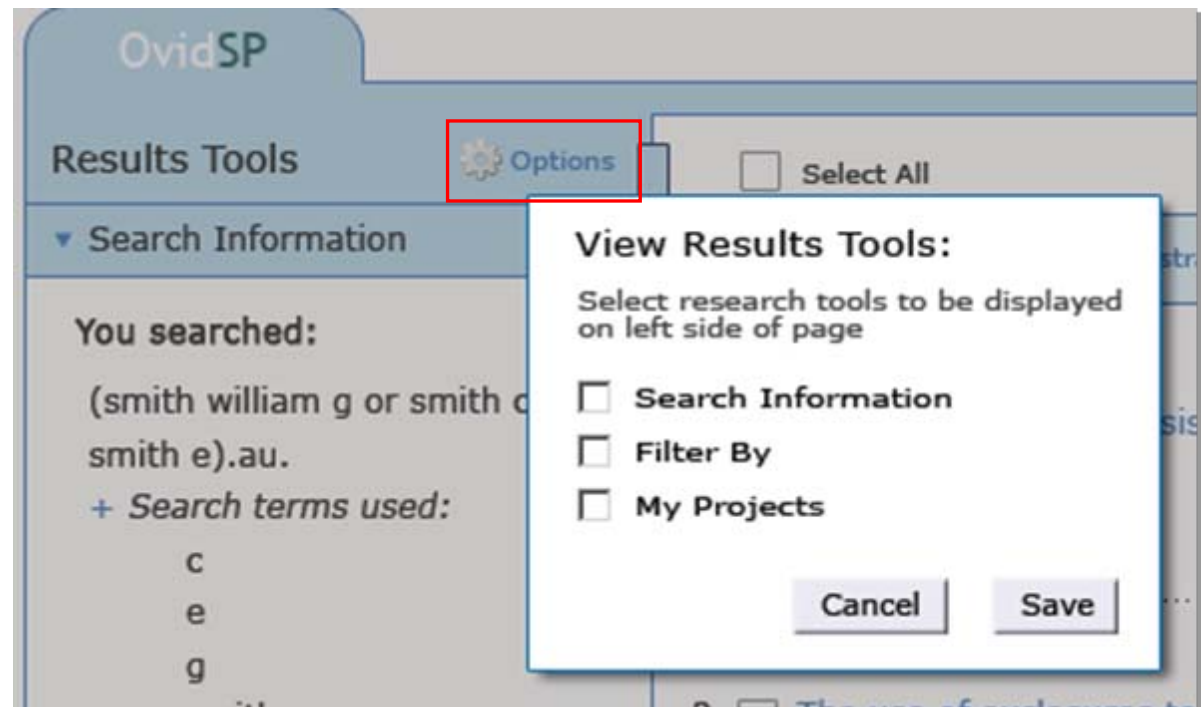 OvidSP
Results Tools
Options
Select All
Search Information
You searched:
(smith william g or smith c
smith e).au.
+ Search terms used:
c
e
g
View Results Tools:
Select research tools to be displayed
on left side of page
Search Information
Filter By
My Projects
Cancel
Save